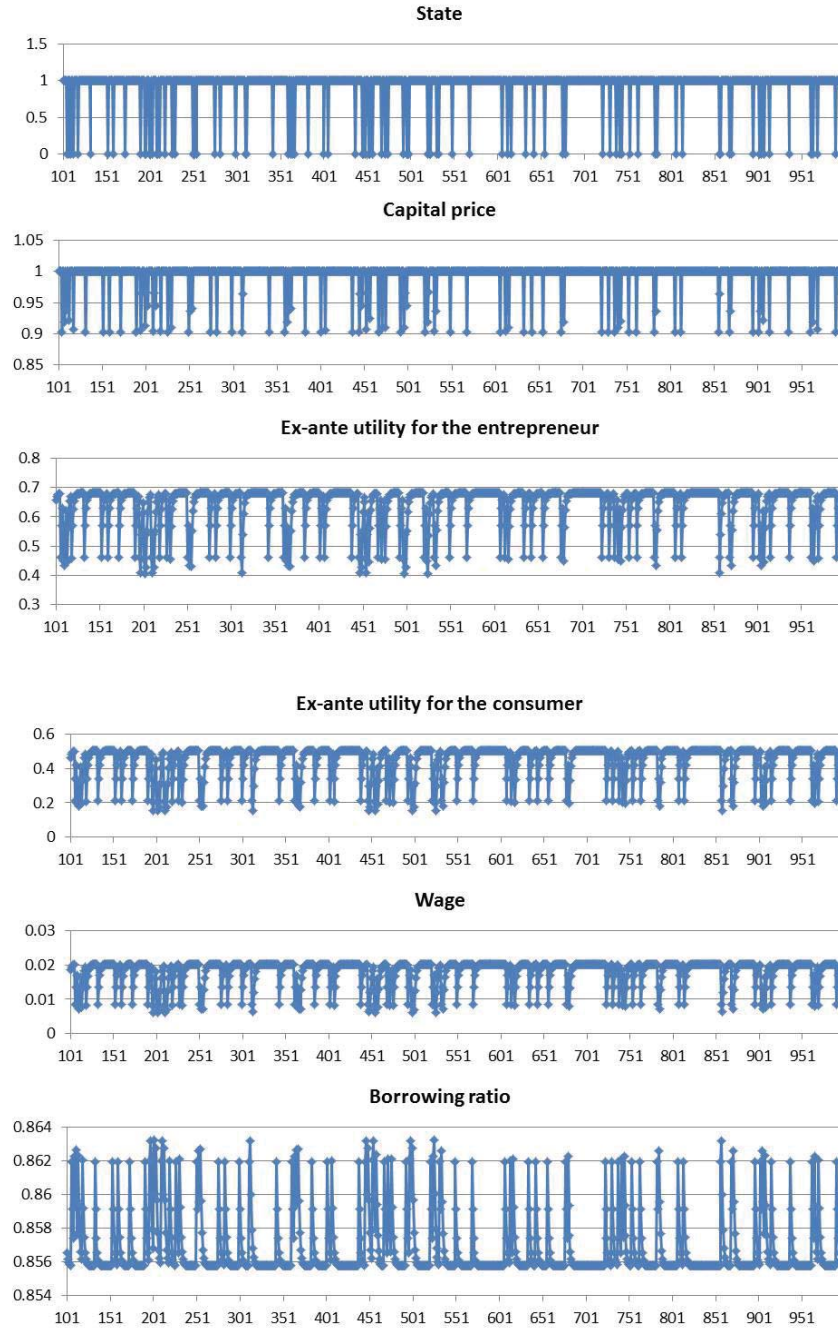 State
1.5
1
0.5
0
101 151 201 251 301 351 401 451 501 551 601 651 701 751 801 851 901 951
Capital price
1.05
1
0.95
0.9
0.85
101 151 201 251 301 351 401 451 501 551 601 651 701 751 801 851 901 951
Ex-ante utility for the entrepreneur
0.8
0.7
0.6
0.5
0.4
0.3
101 151 201 251 301 351 401 451 501 551 601 651 701 751 801 851 901 951
Ex-ante utility for the consumer
0.6
0.4
0.2
0
101 151 201 251 301 351 401 451 501 551 601 651 701 751 801 851 901 951
Wage
0.03
0.02
0.01
0
101 151 201 251 301 351 401 451 501 551 601 651 701 751 801 851 901 951
Borrowing ratio
0.864
0.862
0.86
0.858
0.856
0.854
101 151 201 251 301 351 401 451 501 551 601 651 701 751 801 851 901 951